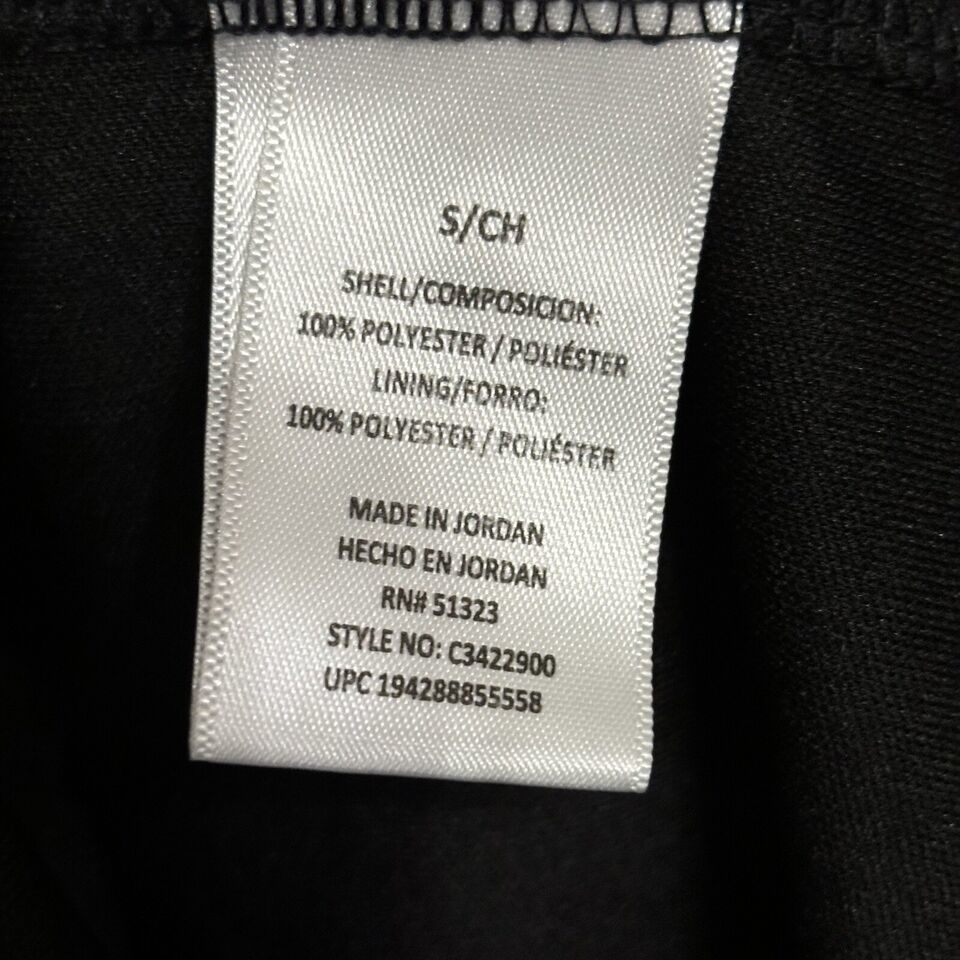 S/CH
SHELL/COMPOSICION:
100% POLYESTER / POLIÉSTER
LINING/FORRO:
100% POLYESTER / POLIÉSTER
MADE IN JORDAN
HECHO EN JORDAN
RN# 51323
STYLE NO: C3422900
UPC 194288855558